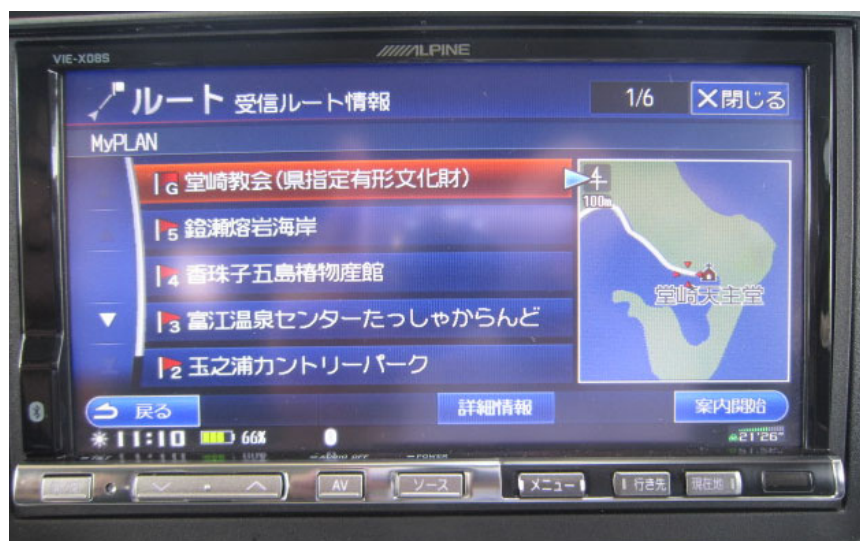 VIE-X08S
ALPINE
ルート 受信ルート情報 1/6 ×閉じる
MyPLAN
G 堂崎教会(県指定有形文化財)
5 鐙瀬熔岩海岸
4 香珠子五島椿物産館
3 富江温泉センターたっしゃからんど
2 玉之浦カントリーパーク
100m
堂崎天主堂
戻る 詳細情報 案内開始
11:10 66% 21'26"
AV ソース メニュー 行き先 現在地